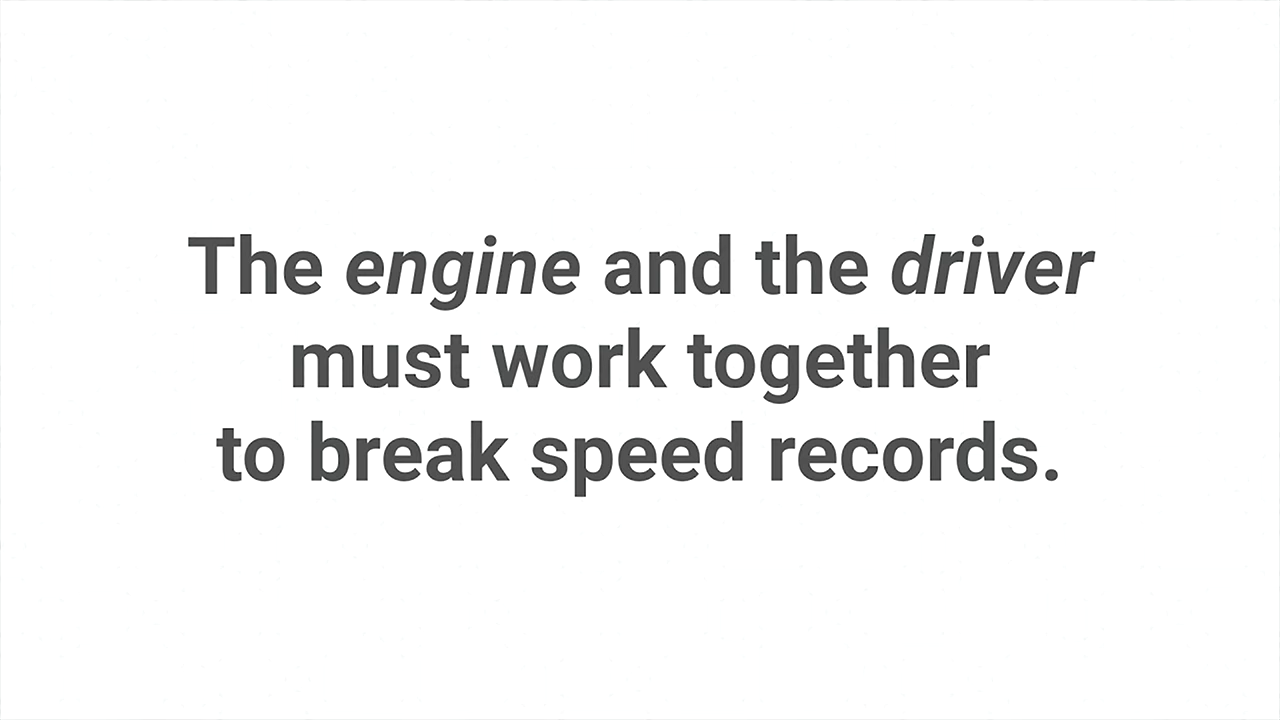 The engine and the driver
must work together
to break speed records.